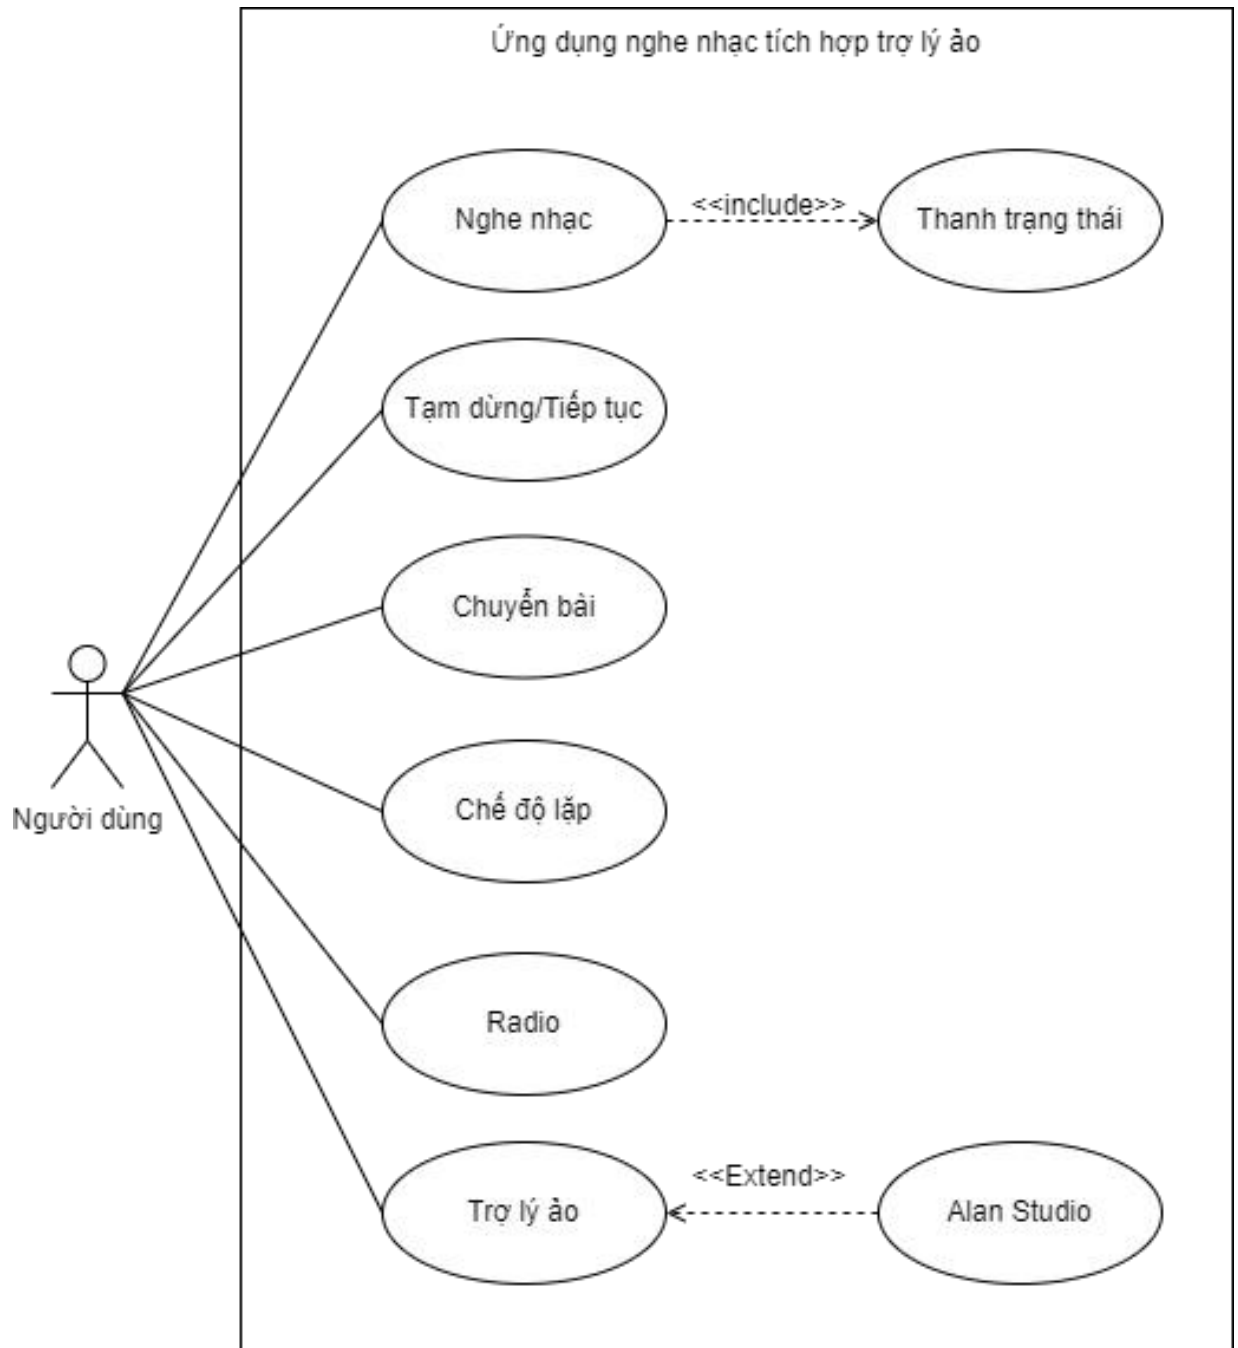 Ứng dụng nghe nhạc tích hợp trợ lý ảo
Nghe nhạc
<<include>>
Thanh trạng thái
Tạm dừng/Tiếp tục
Chuyển bài
Người dùng
Chế độ lặp
Radio
Trợ lý ảo
<<Extend>>
Alan Studio